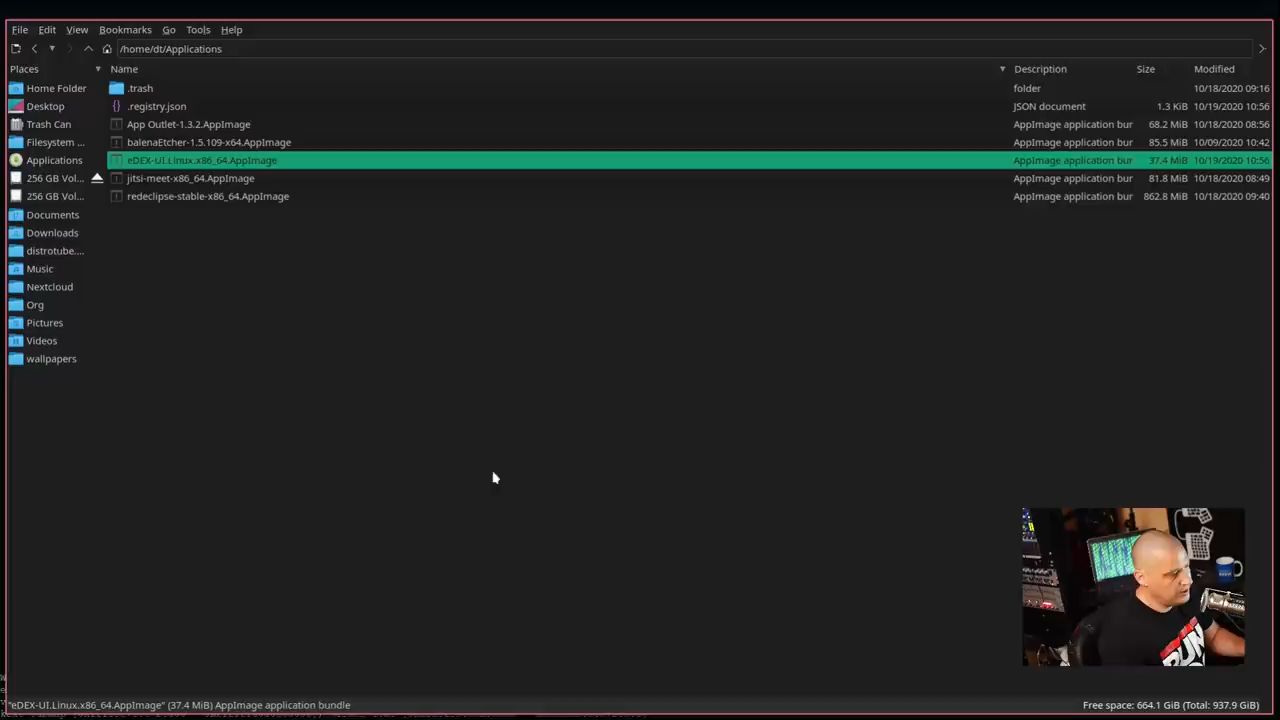 File Edit View Bookmarks Go Tools Help
/home/dt/Applications
Places Name Description Size Modified
Home Folder .trash folder 10/18/2020 09:16
Desktop .registry.json JSON document 1.3 KiB 10/19/2020 10:56
Trash Can App Outlet-1.3.2.AppImage AppImage application bur 68.2 MiB 10/18/2020 08:56
Filesystem ... balenaEtcher-1.5.109-x64.AppImage AppImage application bur 85.5 MiB 10/09/2020 10:42
Applications eDEX-UI.Linux.x86_64.AppImage AppImage application bur 37.4 MiB 10/19/2020 10:56
256 GB Vol... jitsi-meet-x86_64.AppImage AppImage application bur 81.8 MiB 10/18/2020 08:49
256 GB Vol... redeclipse-stable-x86_64.AppImage AppImage application bur 862.8 MiB 10/18/2020 09:40
Documents
Downloads
distrotube....
Music
Nextcloud
Org
Pictures
Videos
wallpapers
"eDEX-UI.Linux.x86_64.AppImage" (37.4 MiB) AppImage application bundle Free space: 664.1 GiB (Total: 937.9 GiB)